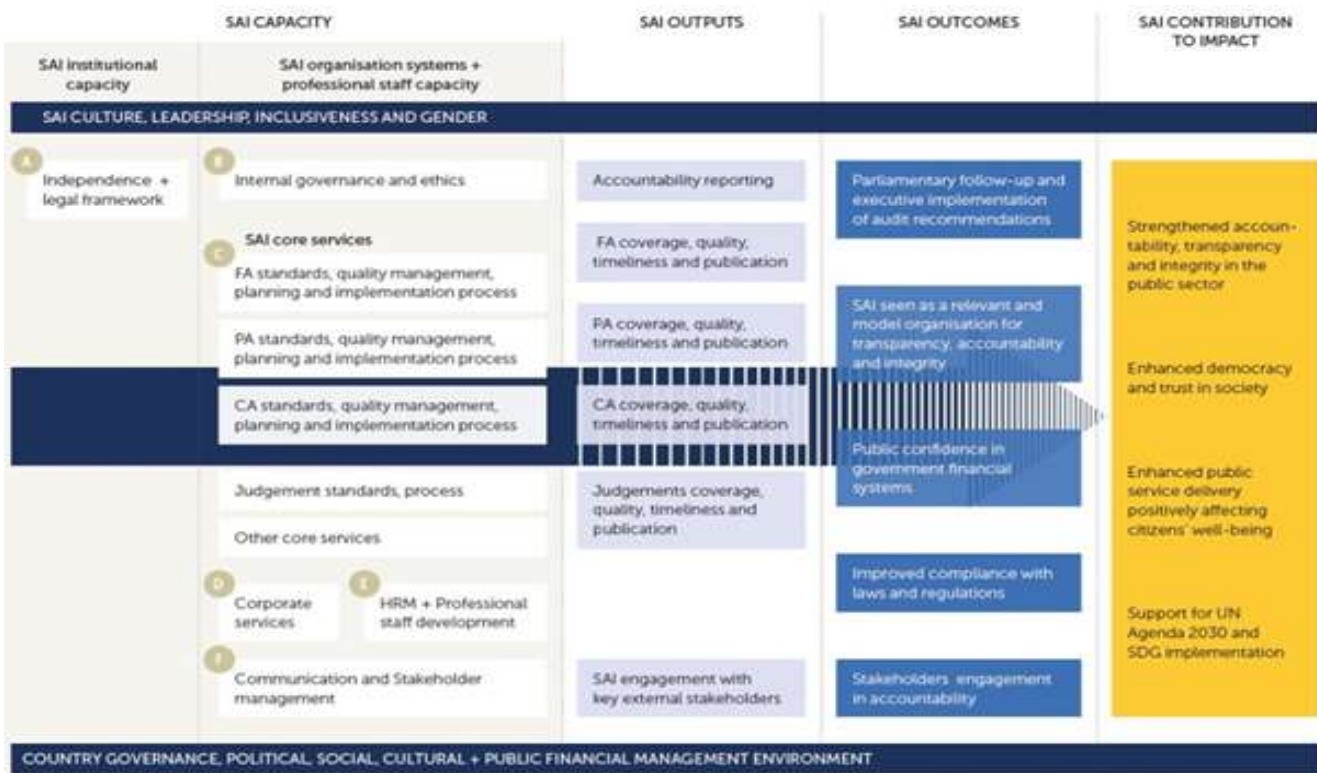 SAI CAPACITY
SAI OUTPUTS
SAI OUTCOMES
SAI CONTRIBUTION
TO IMPACT
SAI institutional
capacity
SAI organisation systems +
professional staff capacity
SAI CULTURE, LEADERSHIP, INCLUSIVENESS AND GENDER
A
Independence +
legal framework
B
Internal governance and ethics
SAI core services
C
FA standards, quality management,
planning and implementation process
PA standards, quality management,
planning and implementation process
CA standards, quality management,
planning and implementation process
Judgement standards, process
Other core services
D
Corporate
services
E
HRM + Professional
staff development
F
Communication and Stakeholder
management
Accountability reporting
FA coverage, quality,
timeliness and publication
PA coverage, quality,
timeliness and publication
CA coverage, quality,
timeliness and publication
Judgements coverage,
quality, timeliness and
publication
SAI engagement with
key external stakeholders
Parliamentary follow-up and
executive implementation
of audit recommendations
SAI seen as a relevant and
model organisation for
transparency, accountability
and integrity
Public confidence in
government financial
systems
Improved compliance with
laws and regulations
Stakeholders engagement
in accountability
Strengthened accoun-
tability, transparency
and integrity in the
public sector
Enhanced democracy
and trust in society
Enhanced public
service delivery
positively affecting
citizens' well-being
Support for UN
Agenda 2030 and
SDG implementation
COUNTRY GOVERNANCE, POLITICAL, SOCIAL, CULTURAL + PUBLIC FINANCIAL MANAGEMENT ENVIRONMENT